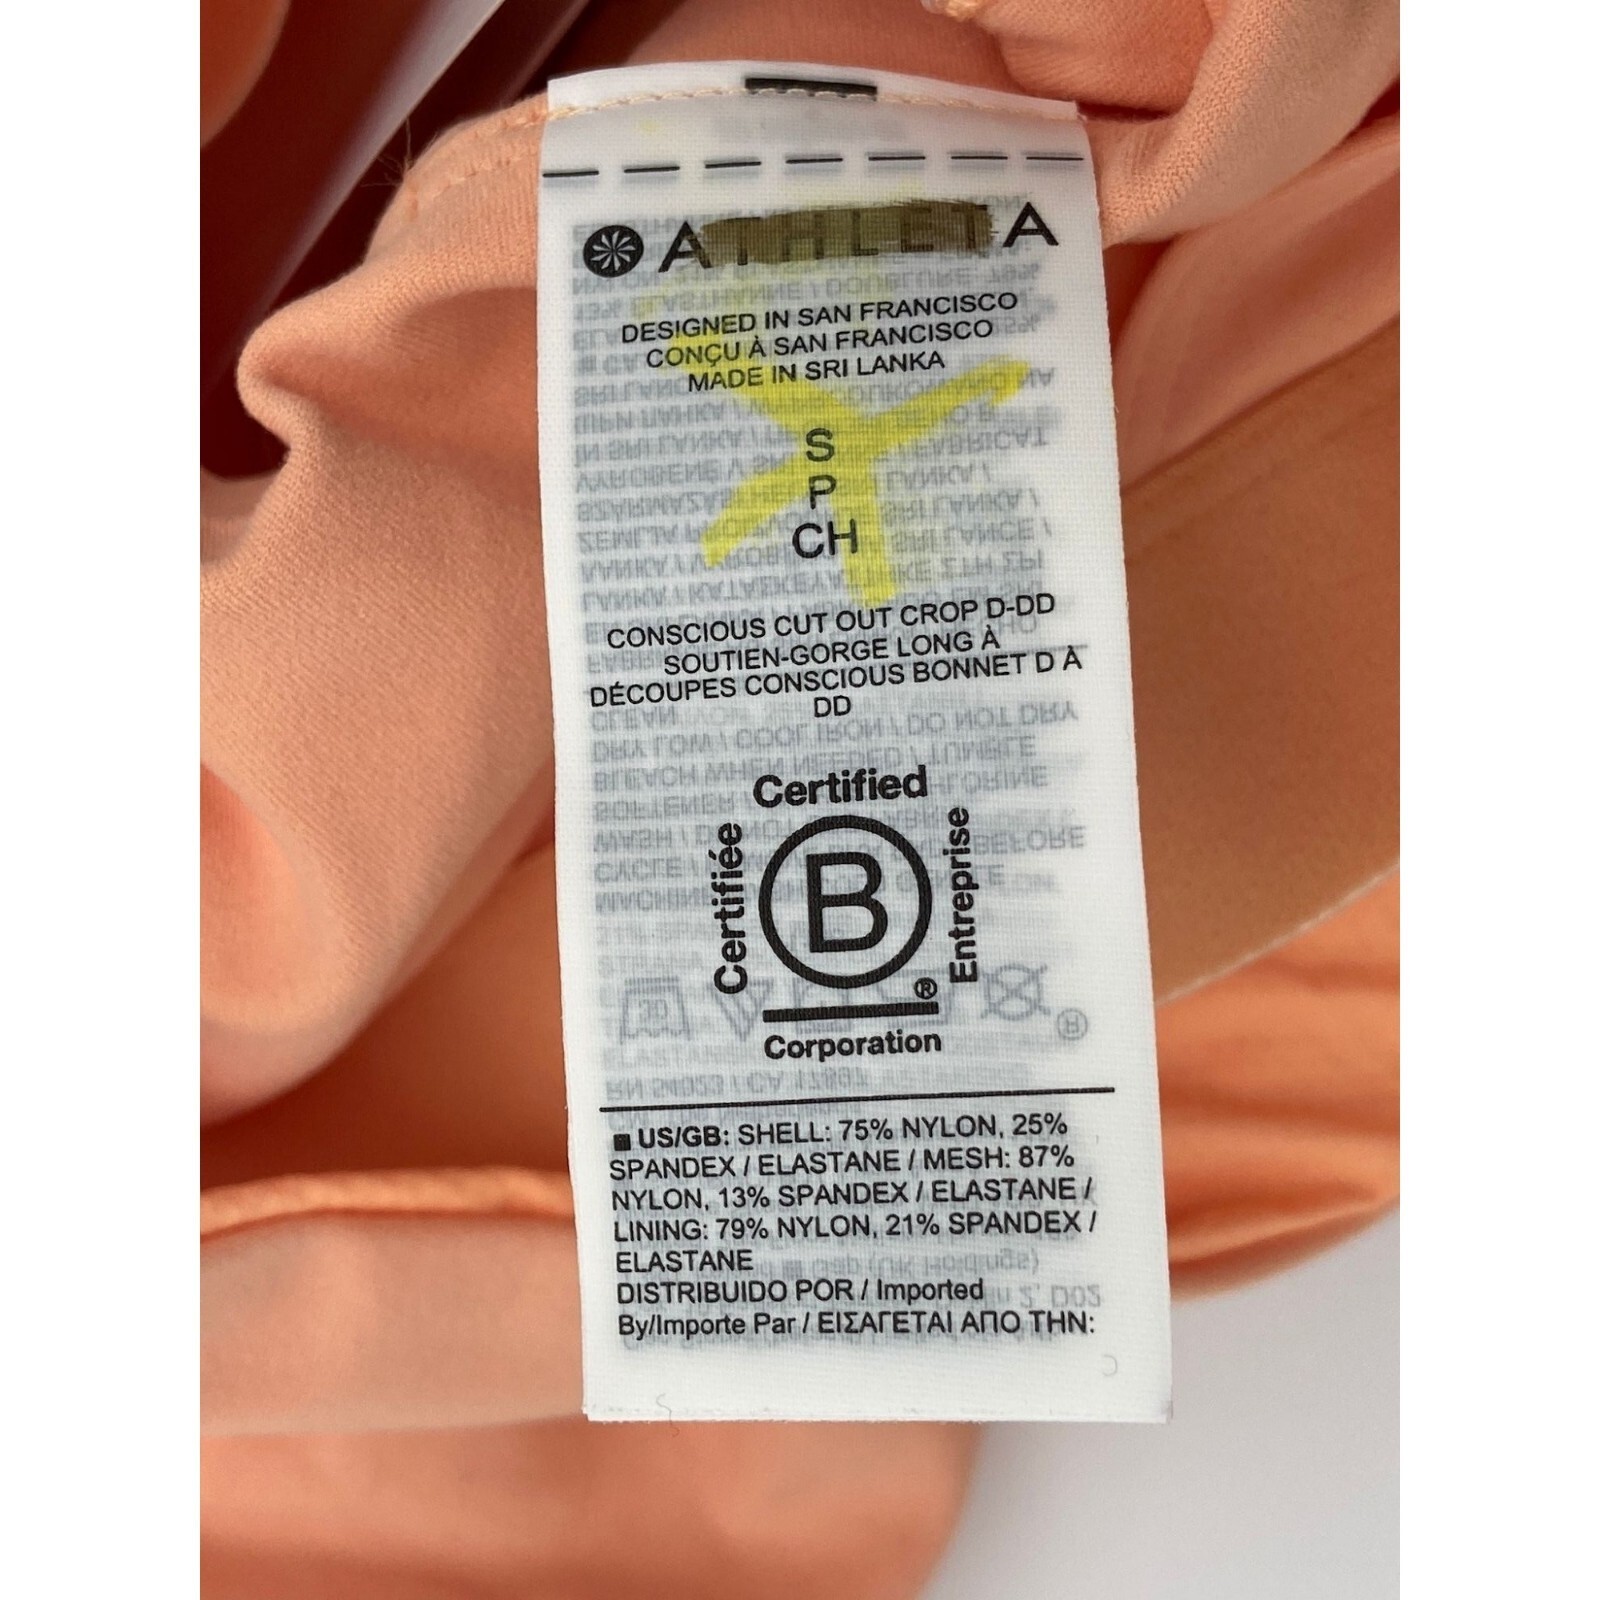 ATHLETA
DESIGNED IN SAN FRANCISCO
CONÇU À SAN FRANCISCO
MADE IN SRI LANKA
S
P
CH
CONSCIOUS CUT OUT CROP D-DD
SOUTIEN-GORGE LONG À
DÉCOUPES CONSCIOUS BONNET D À
DD
Certified
Certifiée
B
Entreprise
®
Corporation
US/GB: SHELL: 75% NYLON, 25%
SPANDEX / ELASTANE / MESH: 87%
NYLON, 13% SPANDEX / ELASTANE /
LINING: 79% NYLON, 21% SPANDEX /
ELASTANE
DISTRIBUIDO POR / Imported
By/Importe Par / ΕΙΣΑΓΕΤΑΙ ΑΠΟ ΤΗΝ: